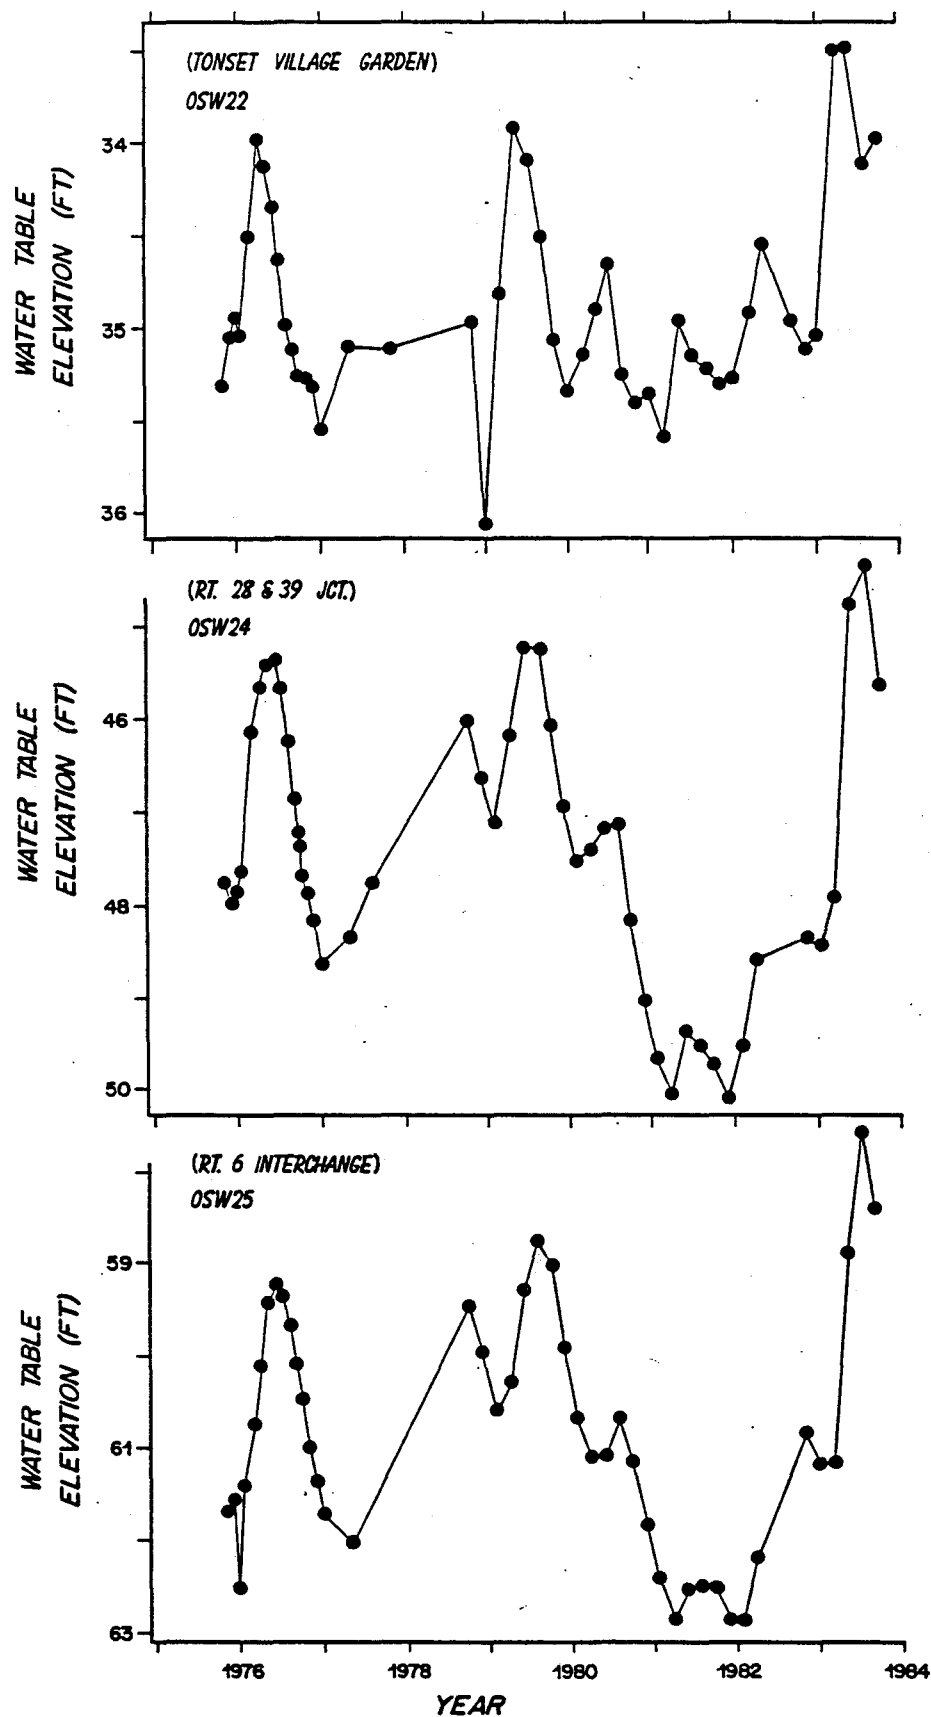 (TONSET VILLAGE GARDEN)
OSW22
34
35
36
WATER TABLE
ELEVATION (FT)
(RT. 28 & 39 JCT.)
OSW24
46
48
50
WATER TABLE
ELEVATION (FT)
(RT. 6 INTERCHANGE)
OSW25
59
61
63
WATER TABLE
ELEVATION (FT)
1976 1978 1980 1982 1984
YEAR